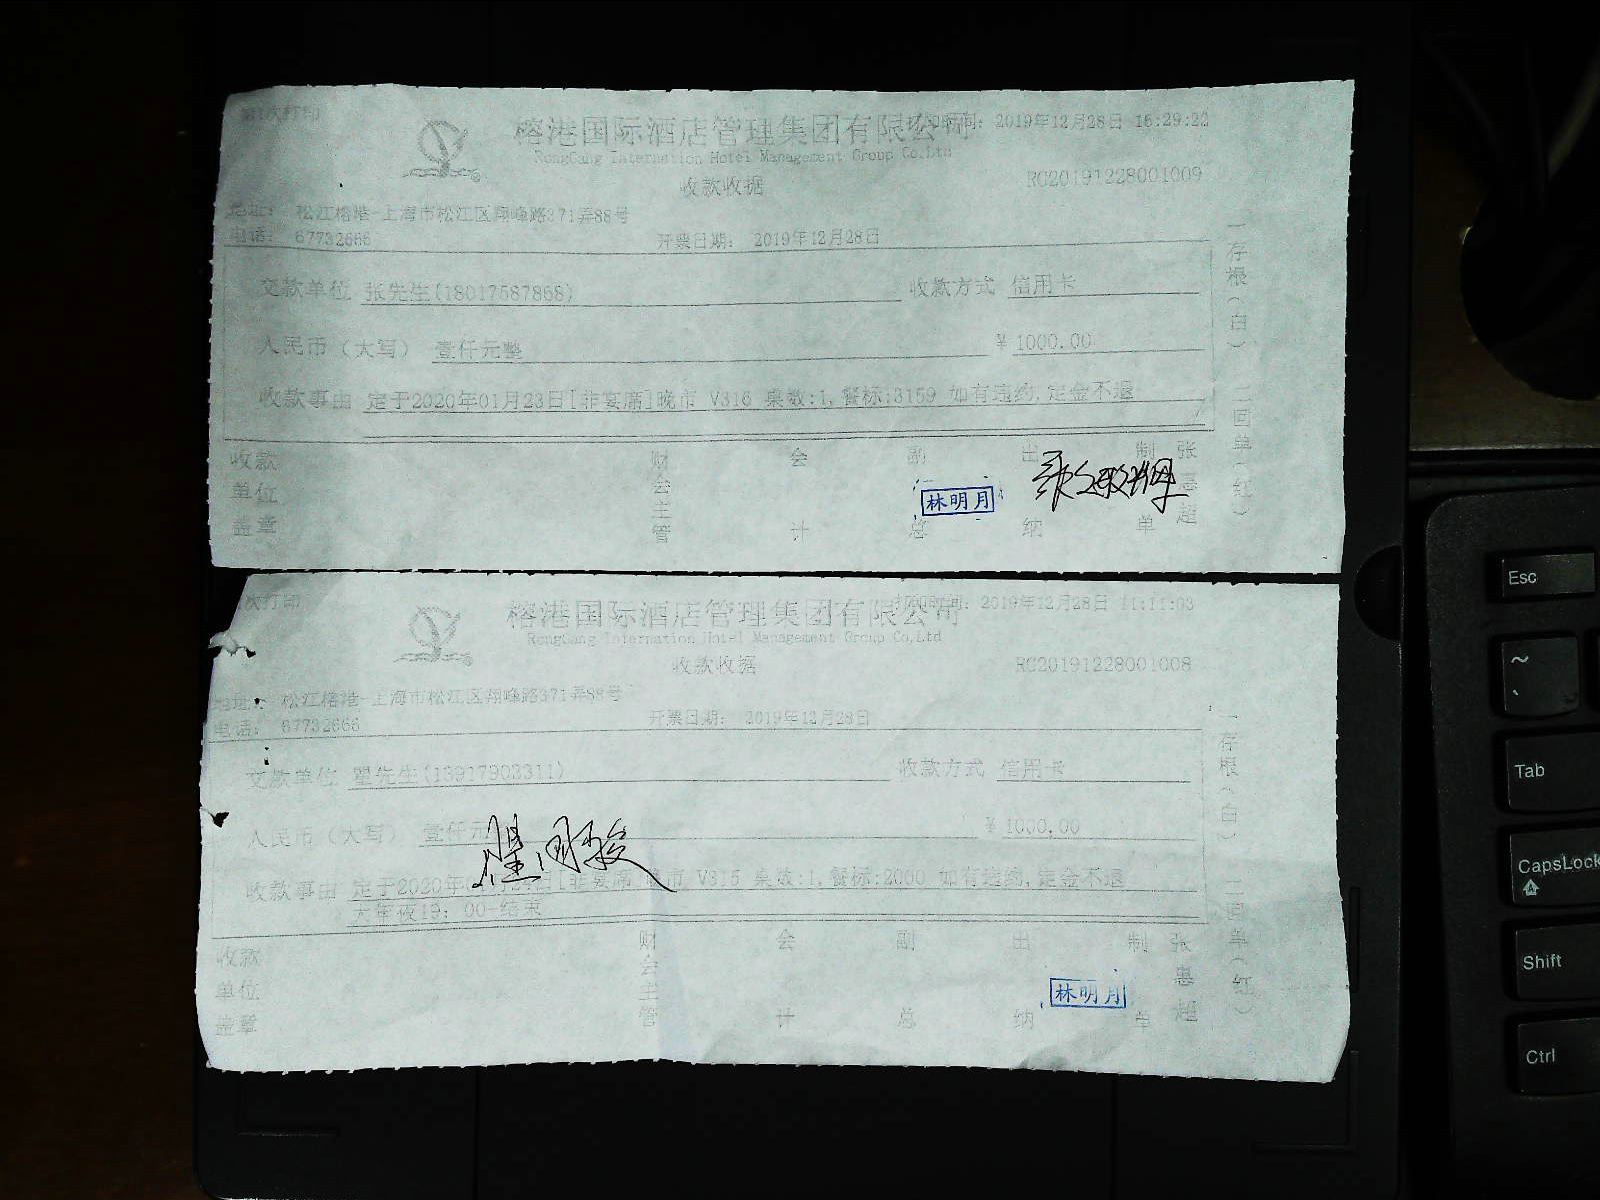 第1次打印
榕港国际酒店管理集团有限公司
打印时间: 2019年12月28日 16:29:22
RongGang Internation Hotel Management Group Co,Ltd
收款收据
RC20191228001009
地址: 松江榕港-上海市松江区翔峰路371弄88号
电话: 67732666
开票日期: 2019年12月28日
交款单位 张先生(18017587868)
收款方式 信用卡
人民币（大写） 壹仟元整
￥1000.00
收款事由 定于2020年01月23日[非宴席]晚市 V316 桌数:1,餐标:3159 如有违约,定金不退
一存根(白) 二回单(红)
收款单位盖章
财会主管
会计
副总
林明月
出纳
制单
张惠超
次打印
榕港国际酒店管理集团有限公司
打印时间: 2019年12月28日 11:11:03
RongGang Internation Hotel Management Group Co,Ltd
收款收据
RC20191228001008
地址: 松江榕港-上海市松江区翔峰路371弄88号
电话: 67732666
开票日期: 2019年12月28日
交款单位 瞿先生(13917903311)
收款方式 信用卡
人民币（大写） 壹仟元
￥1000.00
收款事由 定于2020年 日[非宴席]晚市 V315 桌数:1,餐标:2000 如有违约,定金不退
大年夜19: 00-结束
一存根(白) 二回单(红)
收款单位盖章
财会主管
会计
副总
出纳
林明月
制单
张惠超
Esc
~
Tab
CapsLock
Shift
Ctrl